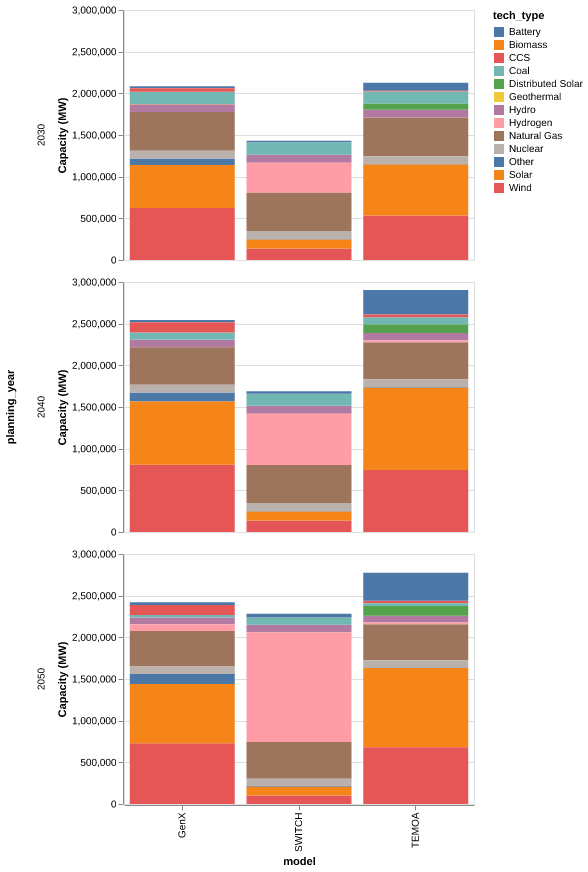 tech_type
Battery
Biomass
CCS
Coal
Distributed Solar
Geothermal
Hydro
Hydrogen
Natural Gas
Nuclear
Other
Solar
Wind
planning_year
2030
Capacity (MW)
3,000,000
2,500,000
2,000,000
1,500,000
1,000,000
500,000
0
2040
Capacity (MW)
3,000,000
2,500,000
2,000,000
1,500,000
1,000,000
500,000
0
2050
Capacity (MW)
3,000,000
2,500,000
2,000,000
1,500,000
1,000,000
500,000
0
GenX
SWITCH
TEMOA
model